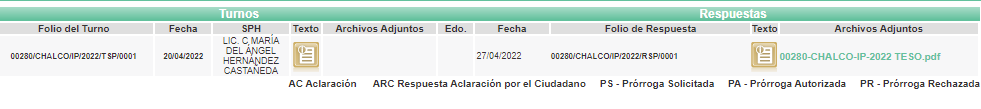 Turnos Respuestas
Folio del Turno Fecha SPH Texto Archivos Adjuntos Edo. Fecha Folio de Respuesta Texto Archivos Adjuntos
LIC. C MARÍA
DEL ÁNGEL
HERNÁNDEZ
CASTAÑEDA
00280/CHALCO/IP/2022/TSP/0001 20/04/2022 27/04/2022 00280/CHALCO/IP/2022/RSP/0001 00280-CHALCO-IP-2022 TESO.pdf
AC Aclaración ARC Respuesta Aclaración por el Ciudadano PS - Prórroga Solicitada PA - Prórroga Autorizada PR - Prórroga Rechazada